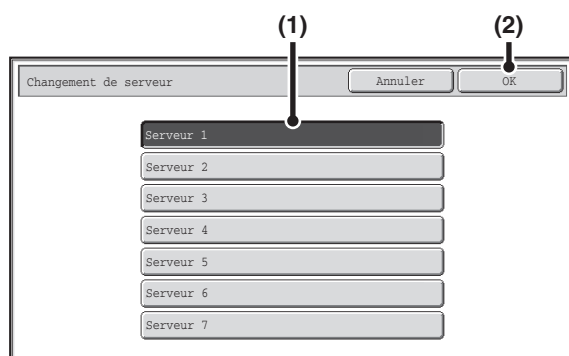 (1) (2)
Changement de serveur Annuler OK
Serveur 1
Serveur 2
Serveur 3
Serveur 4
Serveur 5
Serveur 6
Serveur 7